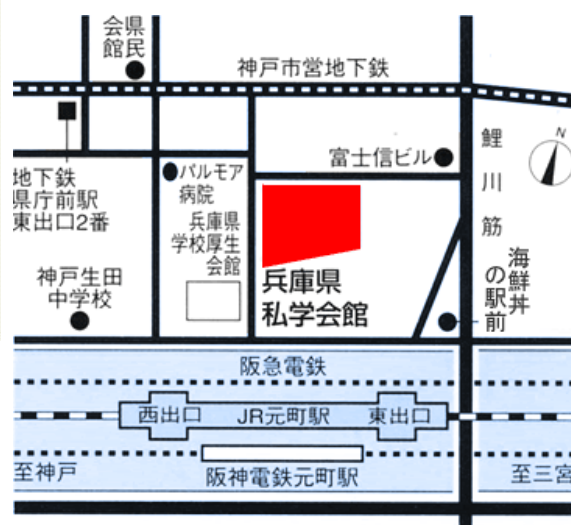 県民
会館
神戸市営地下鉄
富士信ビル
N
鯉川筋
パルモア
病院
地下鉄
県庁前駅
東出口2番
兵庫県
学校厚生
会館
海鮮丼
の駅前
神戸生田
中学校
兵庫県
私学会館
阪急電鉄
西出口
JR元町駅
東出口
至神戸
阪神電鉄元町駅
至三宮